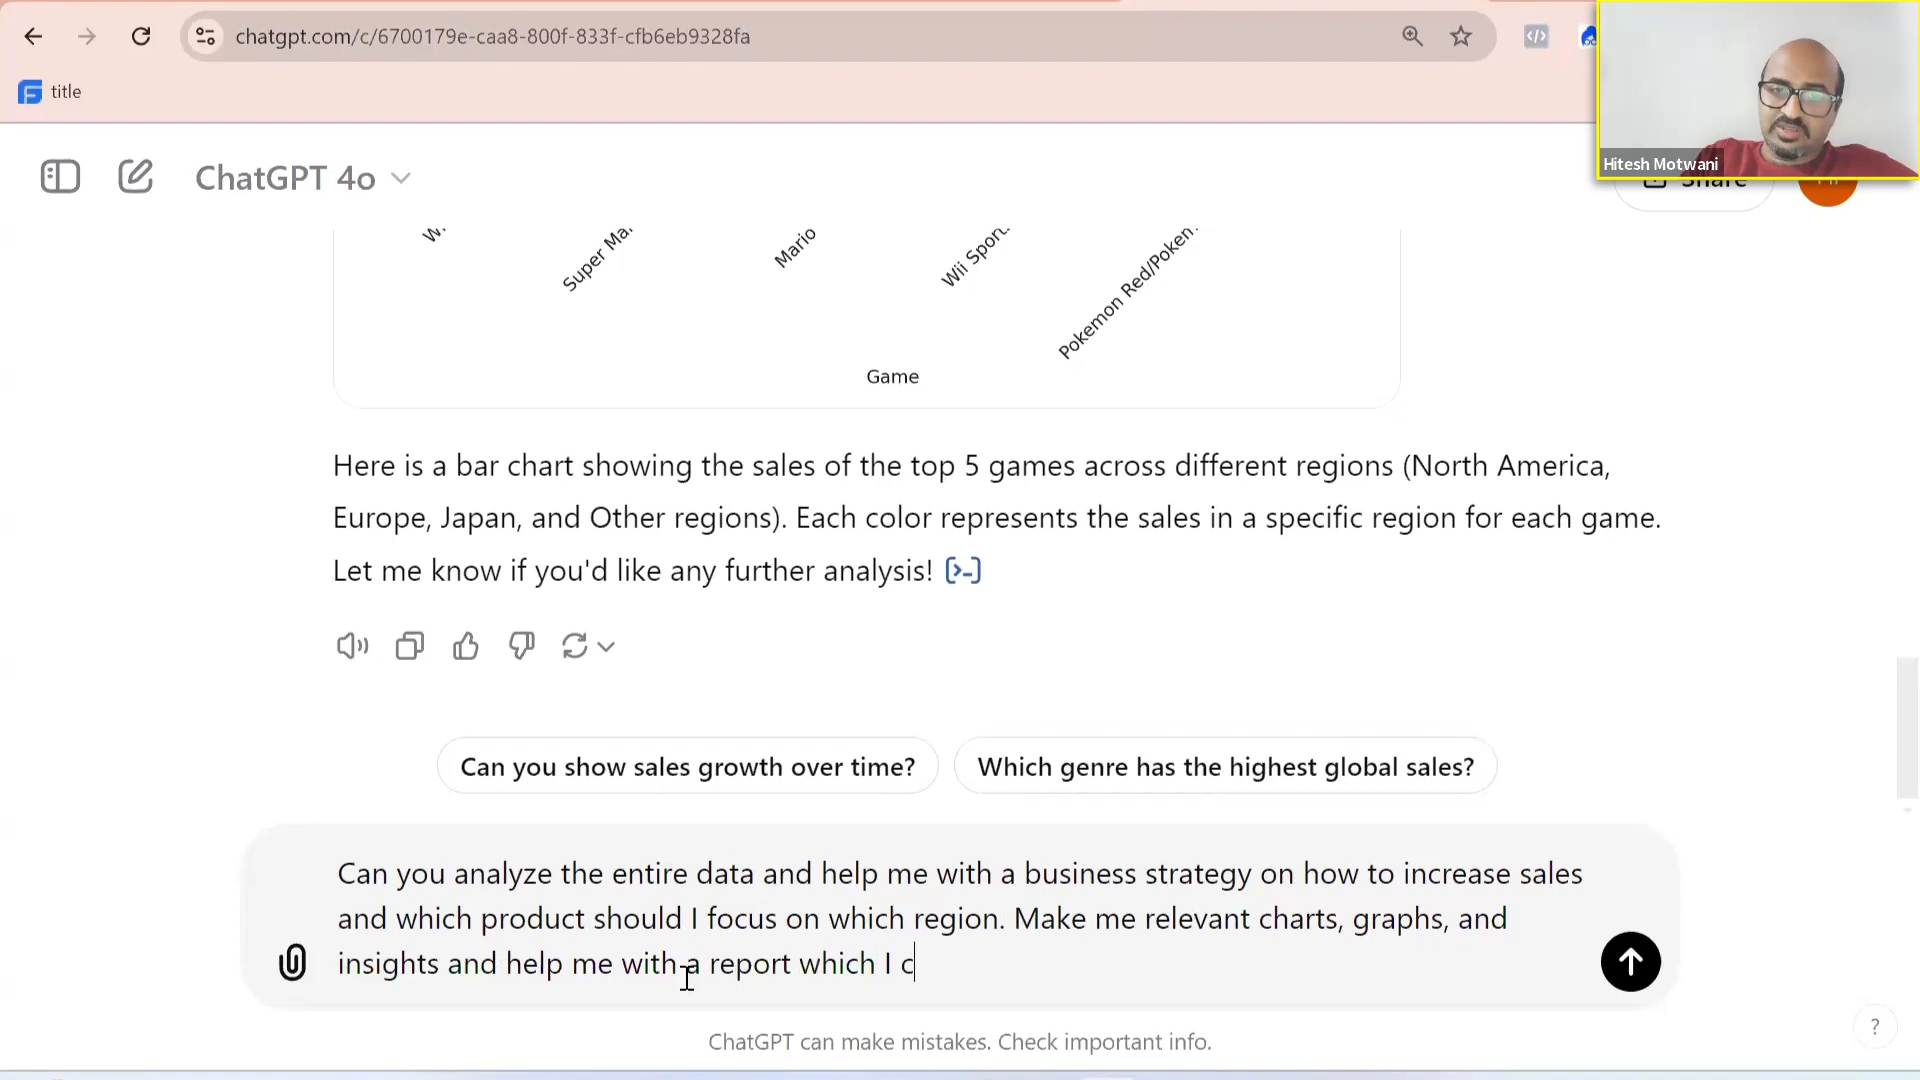 chatgpt.com/c/6700179e-caa8-800f-833f-cfb6eb9328fa
title
Hitesh Motwani
ChatGPT 4o
Share
W
Super Ma
Mario
Wii Sport
Pokemon Red/Poken
Game
Here is a bar chart showing the sales of the top 5 games across different regions (North America,
Europe, Japan, and Other regions). Each color represents the sales in a specific region for each game.
Let me know if you'd like any further analysis! [>-]
Can you show sales growth over time?
Which genre has the highest global sales?
Can you analyze the entire data and help me with a business strategy on how to increase sales
and which product should I focus on which region. Make me relevant charts, graphs, and
insights and help me with a report which I c
ChatGPT can make mistakes. Check important info.
?